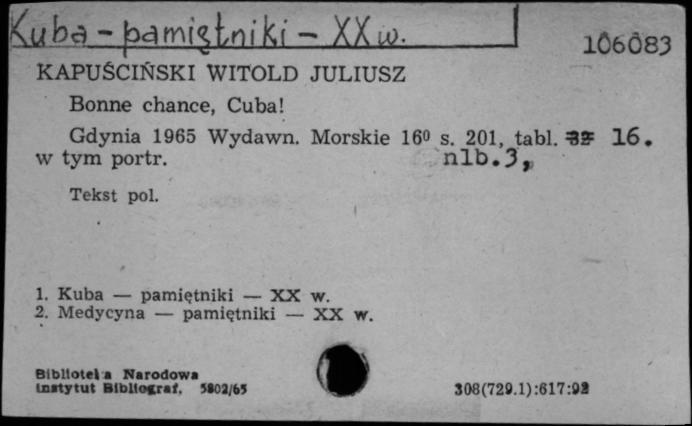 Kuba - pamiętniki - XX w.
106083
KAPUŚCIŃSKI WITOLD JULIUSZ
Bonne chance, Cuba!
Gdynia 1965 Wydawn. Morskie 16⁰ s. 201, tabl. 32 16.
w tym portr. nlb.3,
Tekst pol.
1. Kuba — pamiętniki — XX w.
2. Medycyna — pamiętniki — XX w.
Biblioteka Narodowa
Instytut Bibliograf. 5802/65
308(729.1):617:92